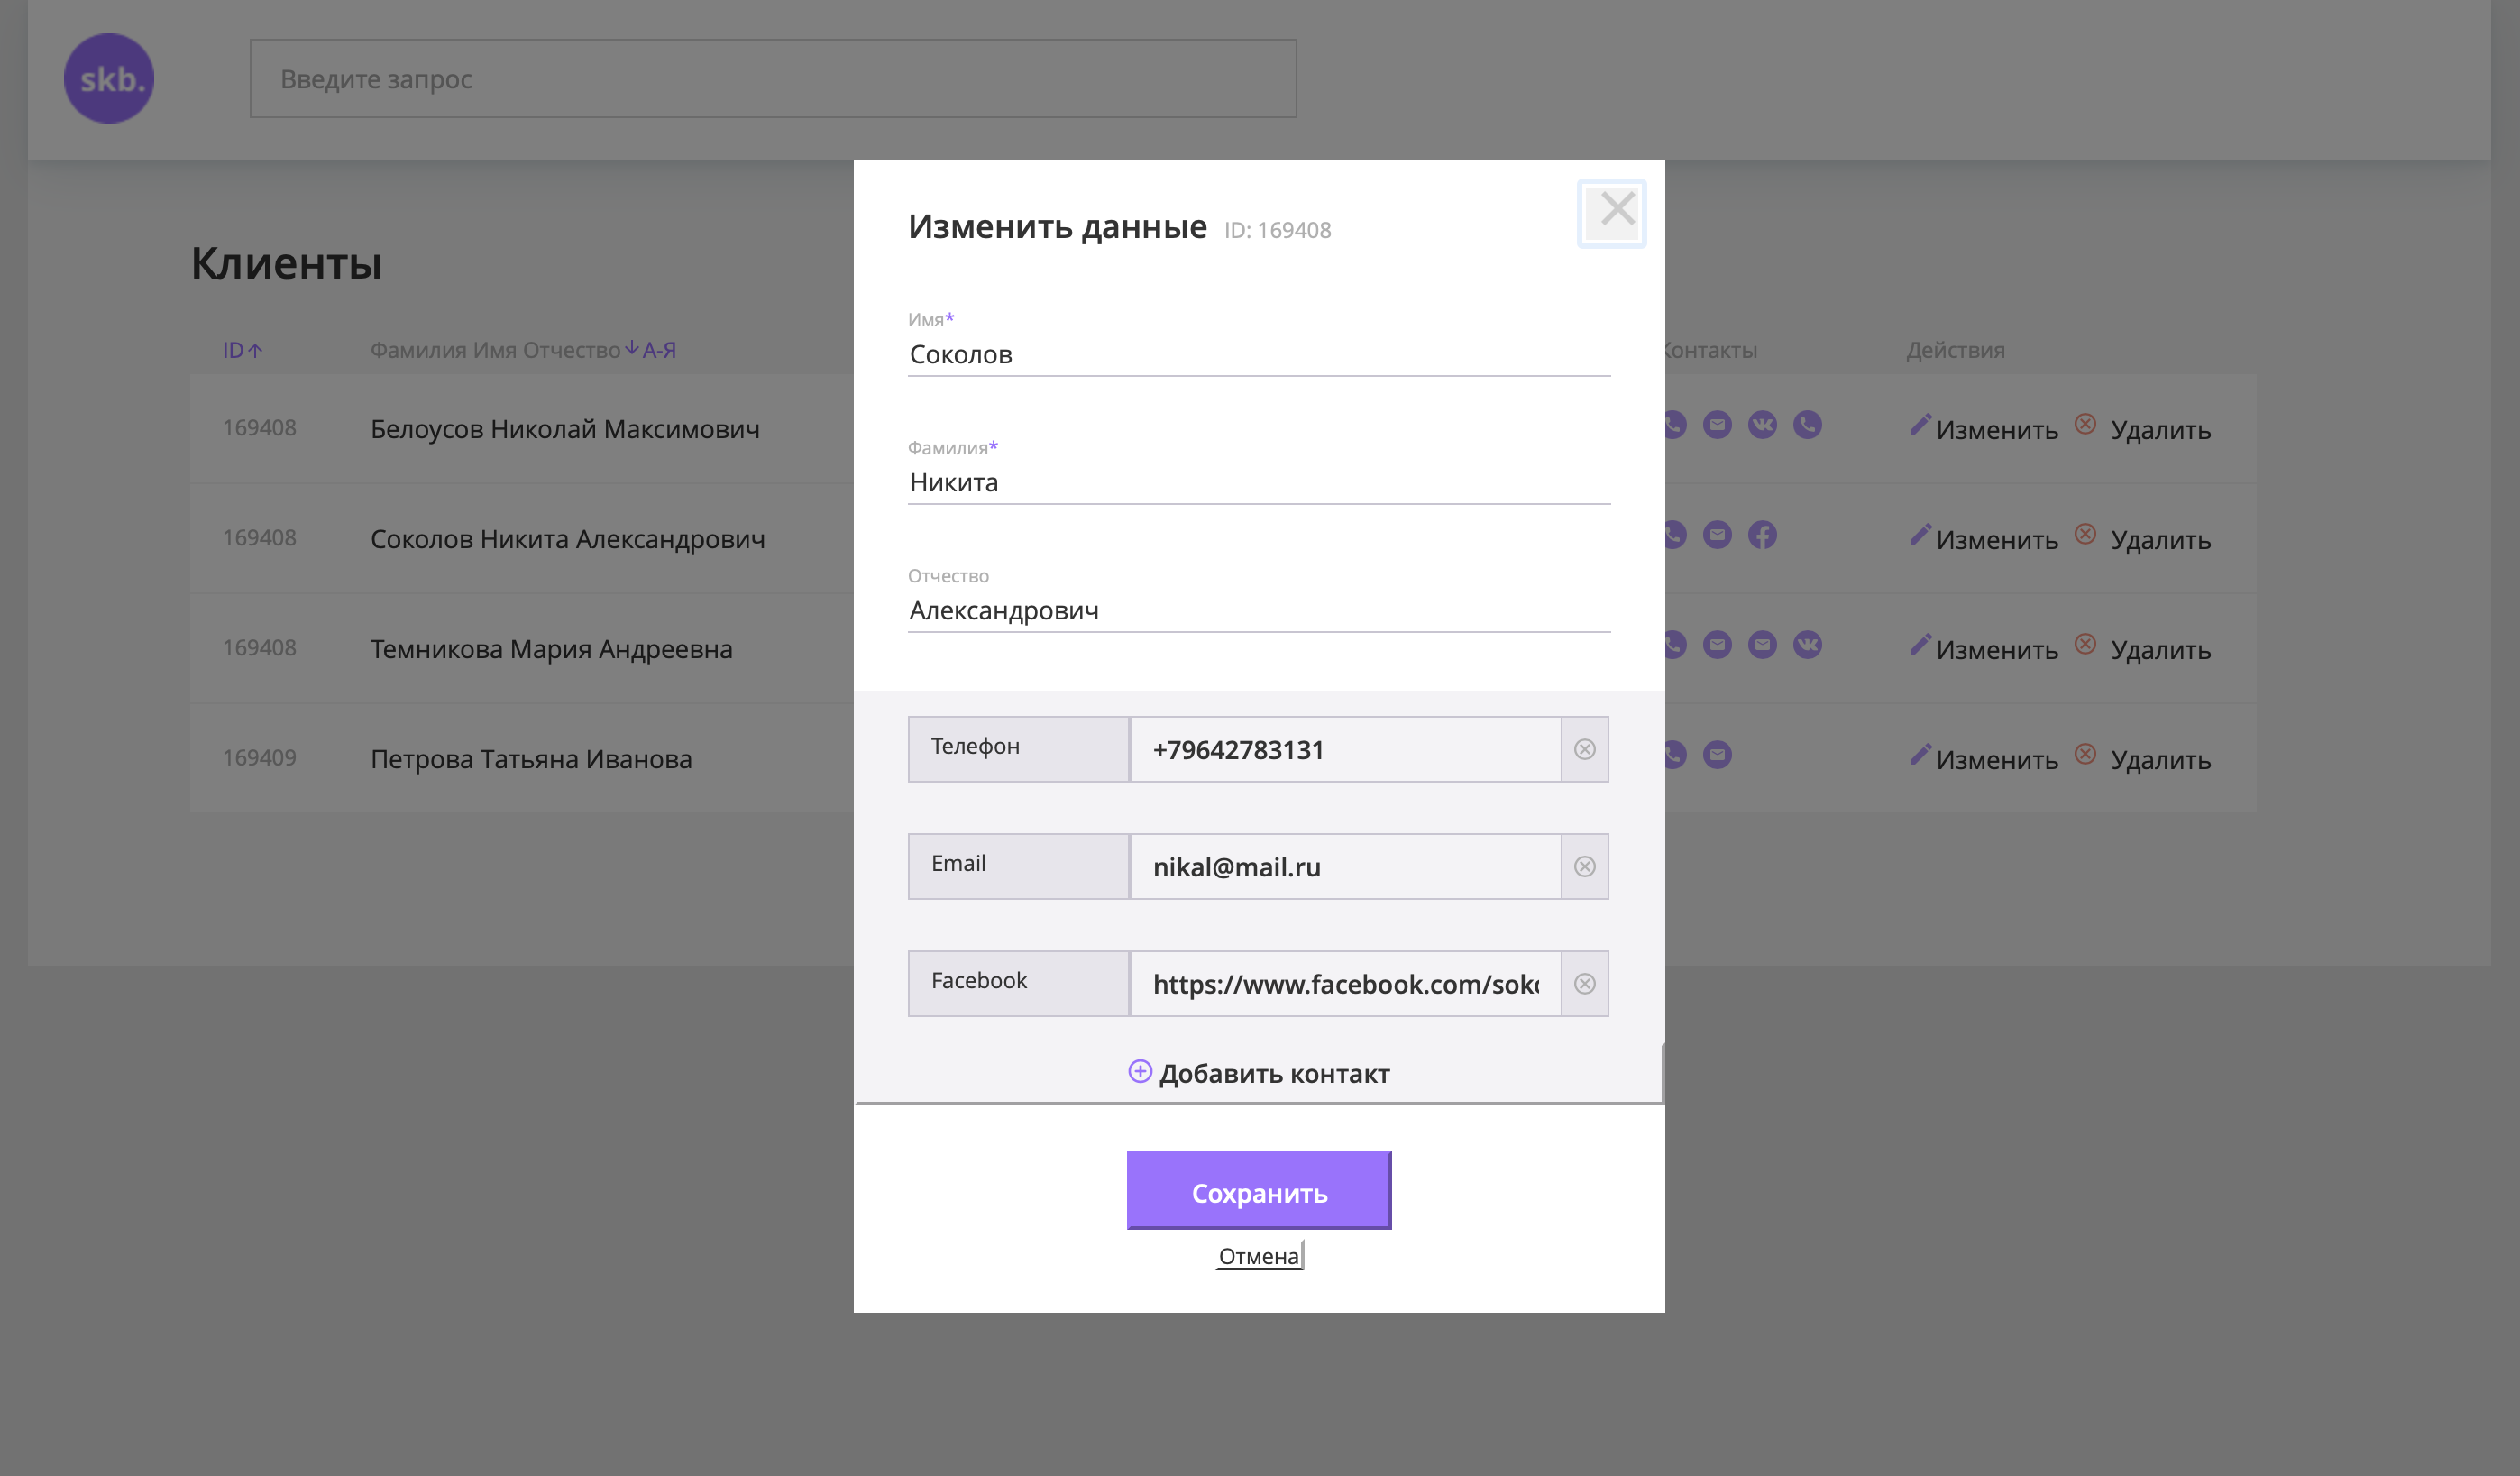 skb.
Введите запрос
Клиенты
ID Фамилия Имя Отчество А-Я Контакты Действия
169408 Белоусов Николай Максимович Изменить Удалить
169408 Соколов Никита Александрович Изменить Удалить
169408 Темникова Мария Андреевна Изменить Удалить
169409 Петрова Татьяна Иванова Изменить Удалить
Изменить данные ID: 169408
Имя*
Соколов
Фамилия*
Никита
Отчество
Александрович
Телефон +79642783131
Email nikal@mail.ru
Facebook https://www.facebook.com/soko
Добавить контакт
Сохранить
Отмена